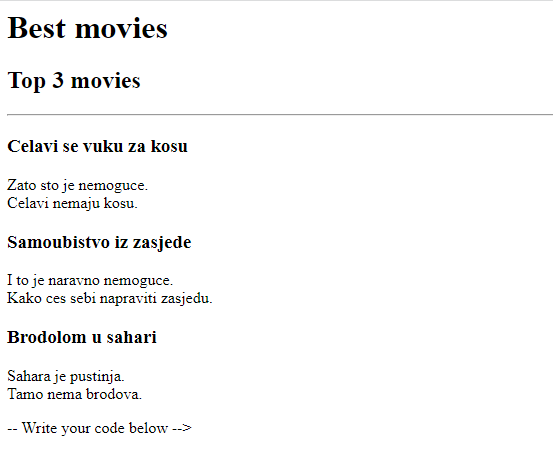 Best movies
Top 3 movies
Celavi se vuku za kosu
Zato sto je nemoguce.
Celavi nemaju kosu.
Samoubistvo iz zasjede
I to je naravno nemoguce.
Kako ces sebi napraviti zasjedu.
Brodolom u sahari
Sahara je pustinja.
Tamo nema brodova.
-- Write your code below -->